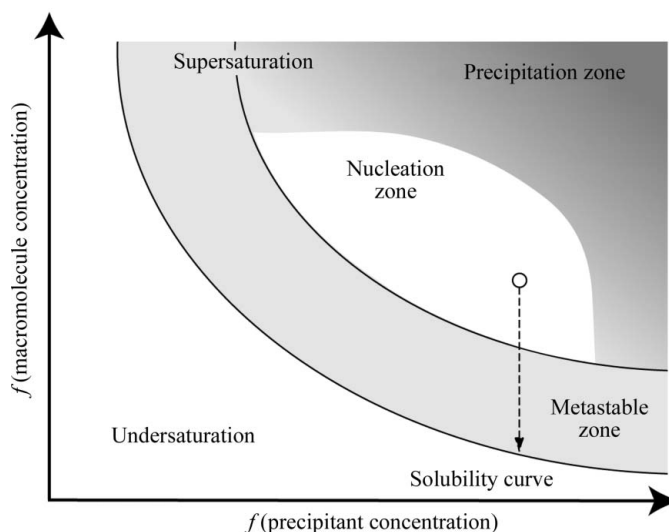 Supersaturation
Precipitation zone
Nucleation
zone
Metastable
zone
Undersaturation
Solubility curve
f (macromolecule concentration)
f (precipitant concentration)